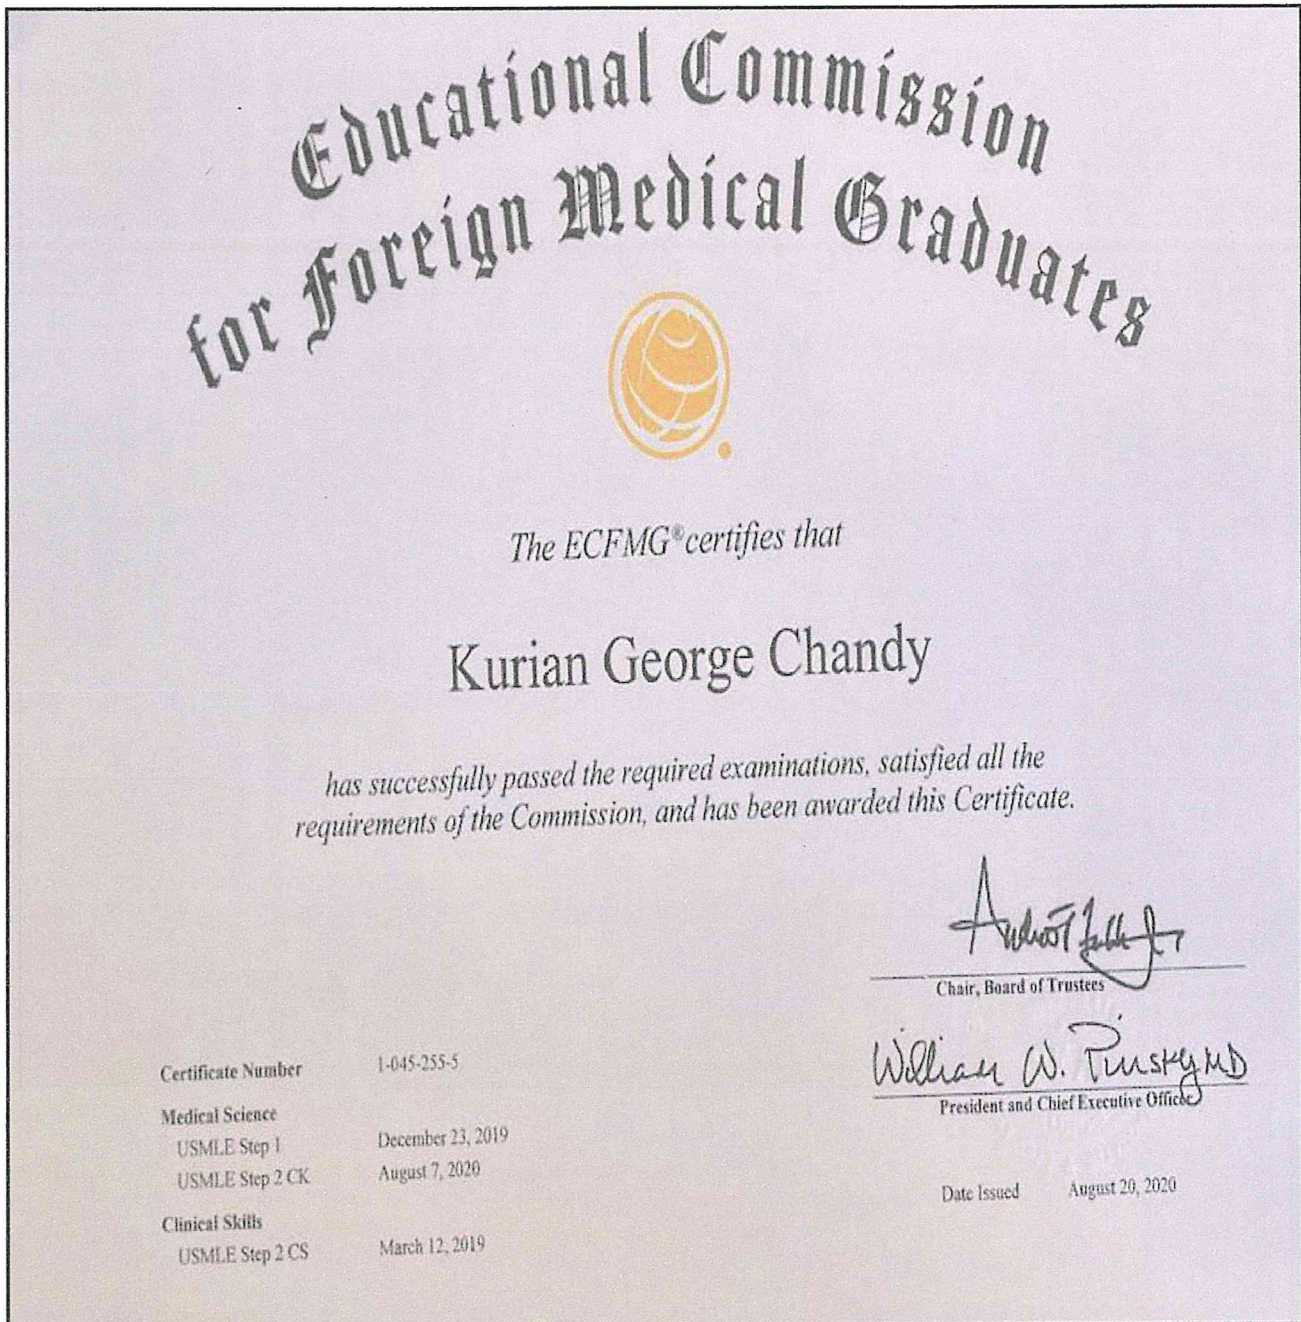 Educational Commission
for Foreign Medical Graduates
The ECFMG® certifies that
Kurian George Chandy
has successfully passed the required examinations, satisfied all the
requirements of the Commission, and has been awarded this Certificate.
Chair, Board of Trustees
William W. Pinsky MD
President and Chief Executive Officer
Certificate Number 1-045-255-5
Medical Science
USMLE Step 1 December 23, 2019
USMLE Step 2 CK August 7, 2020
Clinical Skills
USMLE Step 2 CS March 12, 2019
Date Issued August 20, 2020